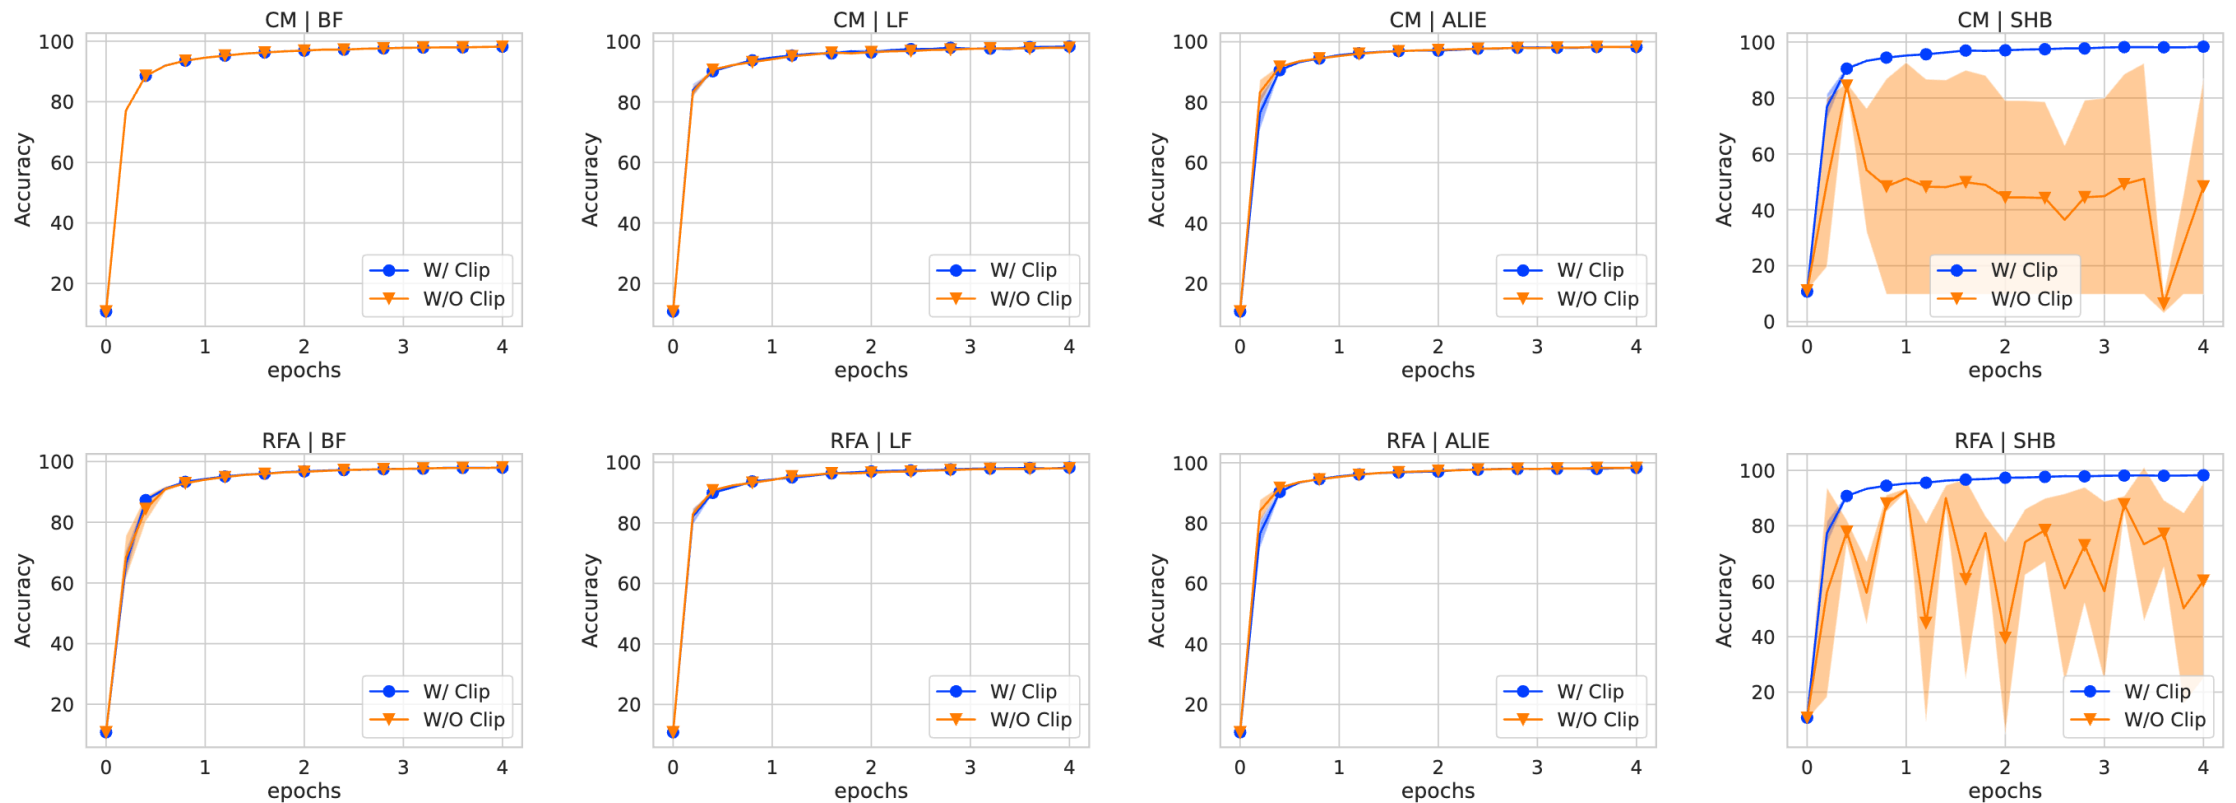 CM | BF
100
80
60
40
20
Accuracy
W/ Clip
W/O Clip
0 1 2 3 4
epochs
CM | LF
100
80
60
40
20
Accuracy
W/ Clip
W/O Clip
0 1 2 3 4
epochs
CM | ALIE
100
80
60
40
20
Accuracy
W/ Clip
W/O Clip
0 1 2 3 4
epochs
CM | SHB
100
80
60
40
20
0
Accuracy
W/ Clip
W/O Clip
0 1 2 3 4
epochs
RFA | BF
100
80
60
40
20
Accuracy
W/ Clip
W/O Clip
0 1 2 3 4
epochs
RFA | LF
100
80
60
40
20
Accuracy
W/ Clip
W/O Clip
0 1 2 3 4
epochs
RFA | ALIE
100
80
60
40
20
Accuracy
W/ Clip
W/O Clip
0 1 2 3 4
epochs
RFA | SHB
100
80
60
40
20
Accuracy
W/ Clip
W/O Clip
0 1 2 3 4
epochs